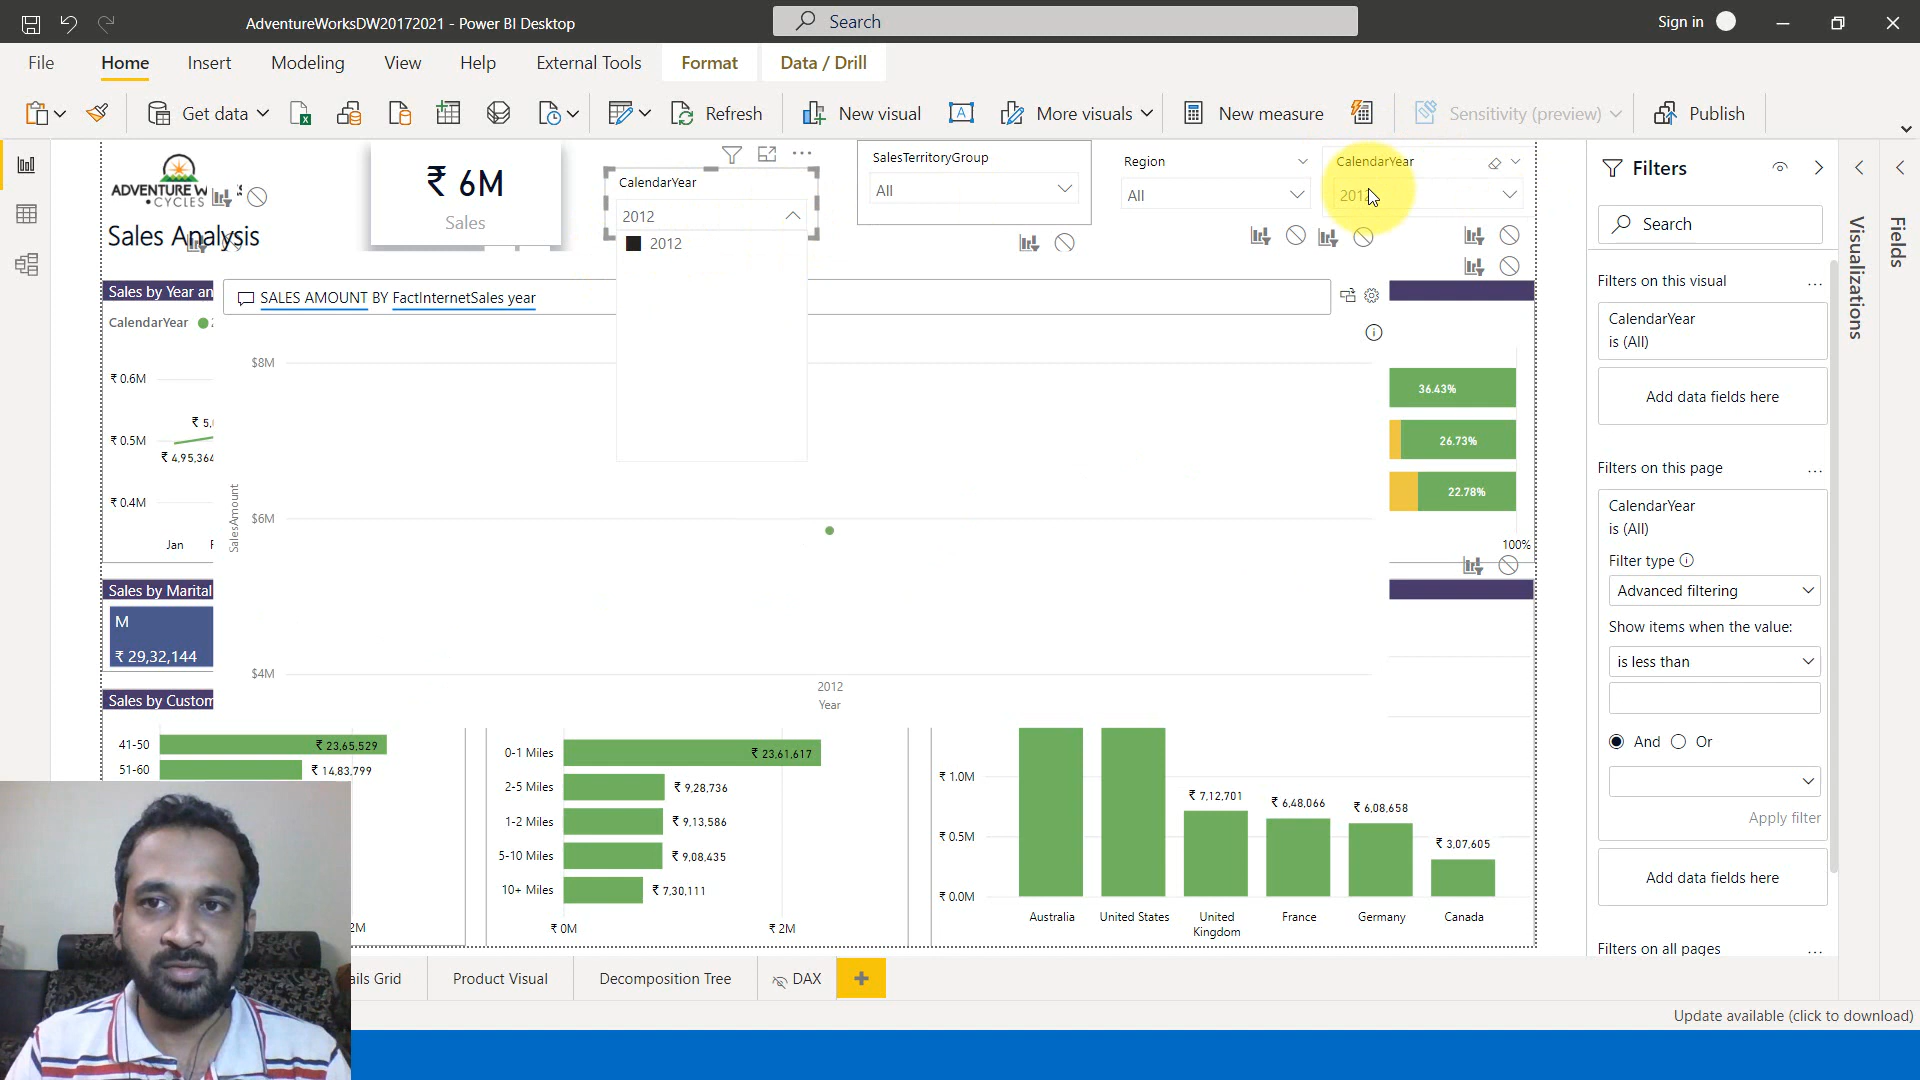 AdventureWorksDW20172021 - Power BI Desktop
Search
Sign in
File Home Insert Modeling View Help External Tools Format Data / Drill
Get data Refresh New visual More visuals New measure Sensitivity (preview) Publish
ADVENTURE W
CYCLES
Sales Analysis
₹ 6M
Sales
CalendarYear
2012
2012
SalesTerritoryGroup
All
Region
All
CalendarYear
2012
Sales by Year an
CalendarYear
₹ 0.6M
₹ 0.5M
₹ 0.4M
₹ 4,95,364
Jan
SALES AMOUNT BY FactInternetSales year
$8M
$6M
$4M
SalesAmount
2012
Year
36.43%
26.73%
22.78%
100%
Sales by Marital
M
₹ 29,32,144
Sales by Custom
41-50 ₹ 23,65,529
51-60 ₹ 14,83,799
2M
0-1 Miles ₹ 23,61,617
2-5 Miles ₹ 9,28,736
1-2 Miles ₹ 9,13,586
5-10 Miles ₹ 9,08,435
10+ Miles ₹ 7,30,111
₹ 0M ₹ 2M
₹ 1.0M
₹ 0.5M
₹ 0.0M
₹ 7,12,701 ₹ 6,48,066 ₹ 6,08,658 ₹ 3,07,605
Australia United States United Kingdom France Germany Canada
Filters
Search
Filters on this visual ...
CalendarYear
is (All)
Add data fields here
Filters on this page ...
CalendarYear
is (All)
Filter type
Advanced filtering
Show items when the value:
is less than
And Or
Apply filter
Add data fields here
Filters on all pages ...
Visualizations
Fields
ails Grid Product Visual Decomposition Tree DAX
Update available (click to download)